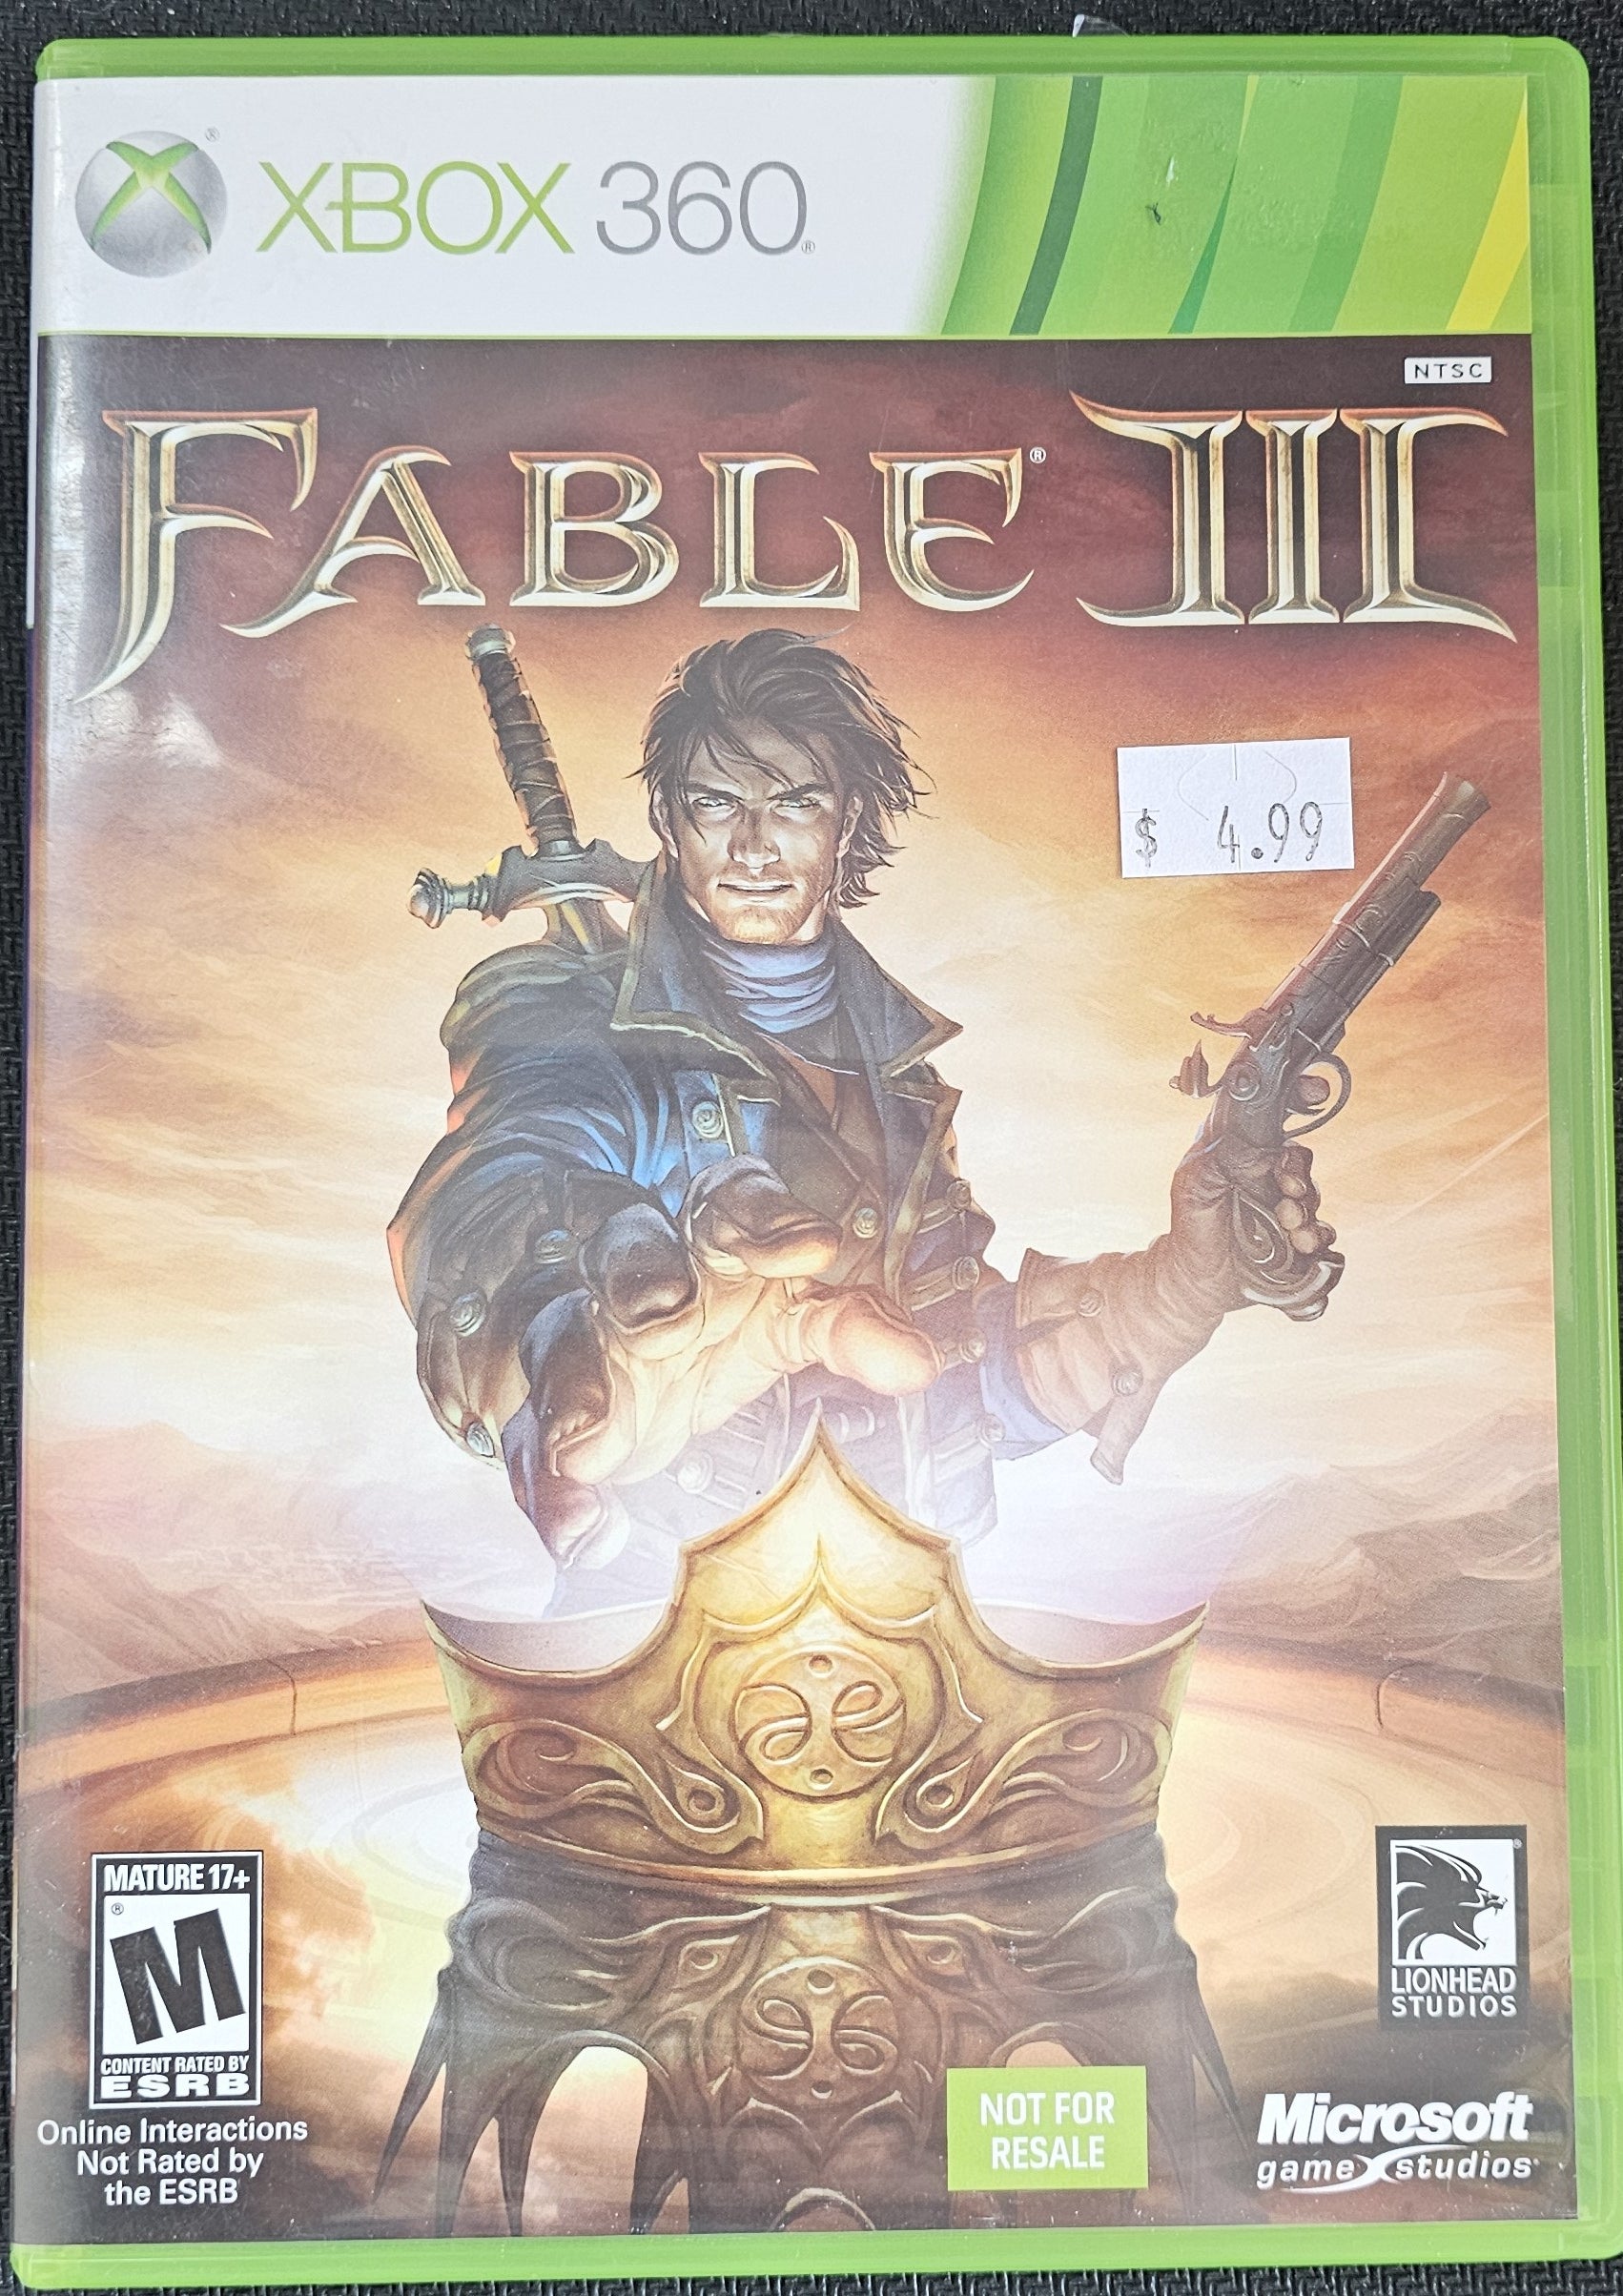 XBOX 360
NTSC
FABLE® III
$ 4.99
MATURE 17+
M
CONTENT RATED BY
ESRB
Online Interactions
Not Rated by
the ESRB
NOT FOR
RESALE
LIONHEAD
STUDIOS
Microsoft
game studios